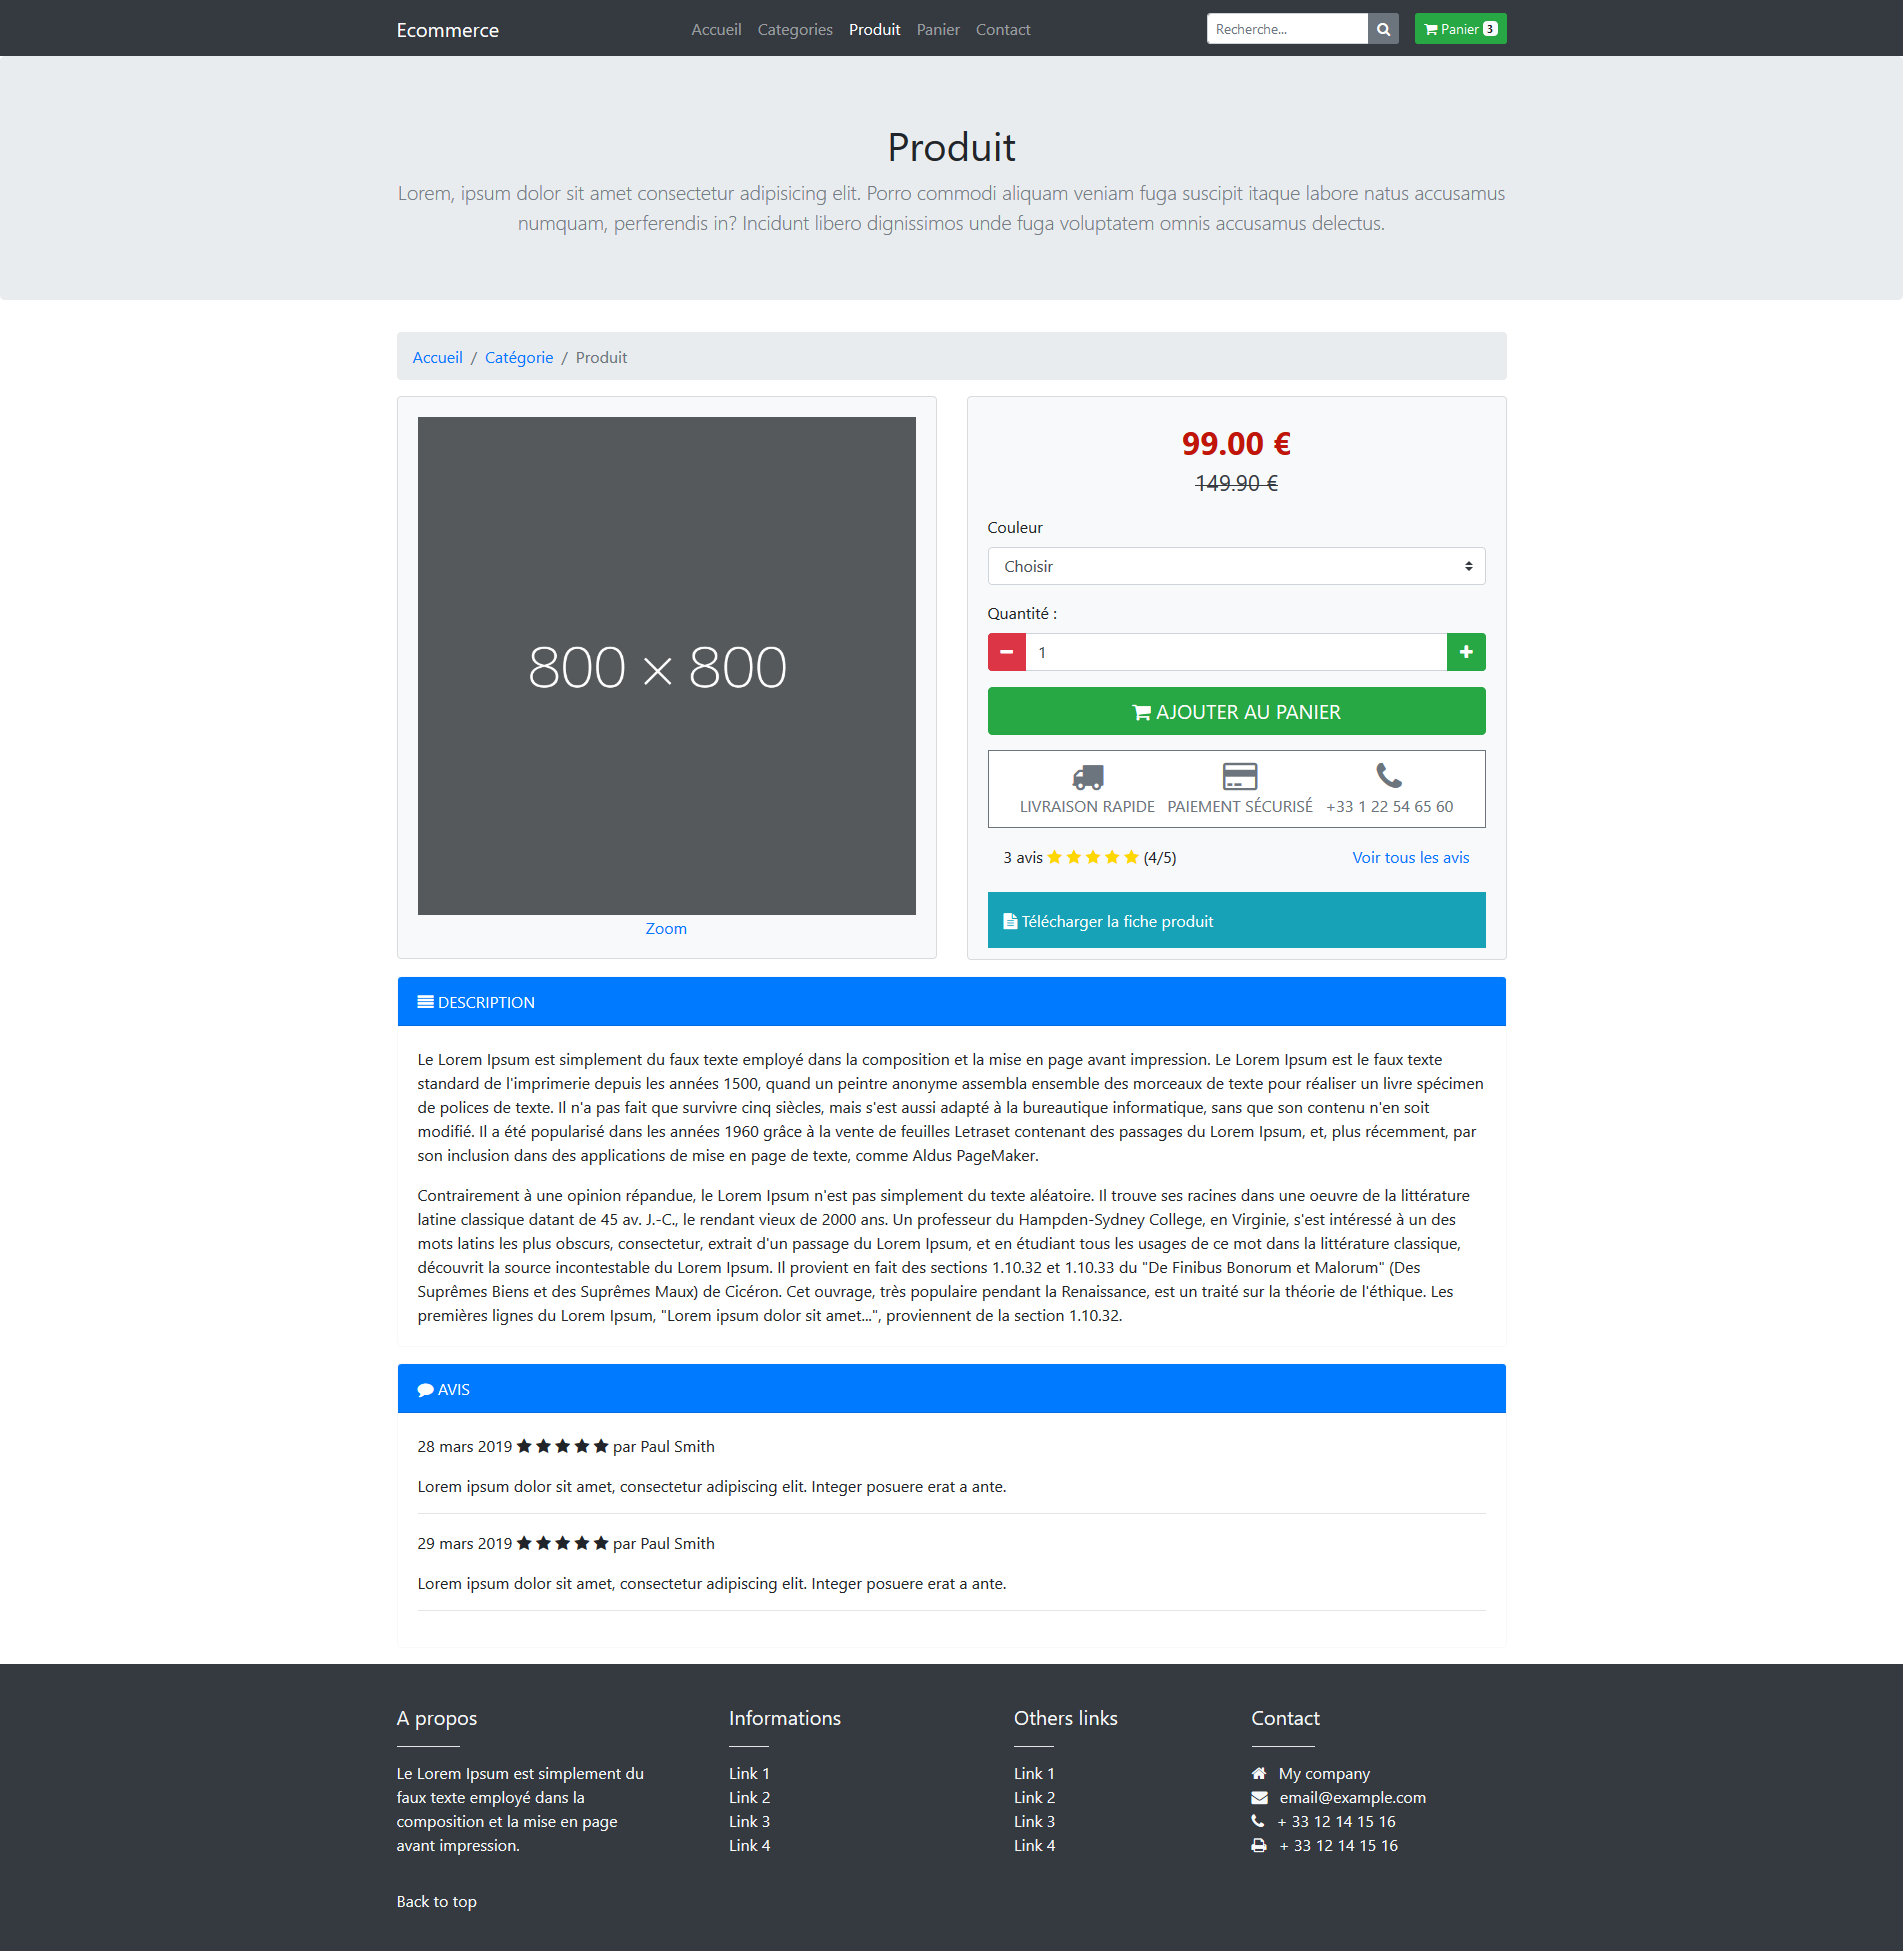 Ecommerce
Accueil Categories Produit Panier Contact
Recherche...
Panier 3
Produit
Lorem, ipsum dolor sit amet consectetur adipisicing elit. Porro commodi aliquam veniam fuga suscipit itaque labore natus accusamus
numquam, perferendis in? Incidunt libero dignissimos unde fuga voluptatem omnis accusamus delectus.
Accueil / Catégorie / Produit
800 × 800
Zoom
99.00 €
149.90 €
Couleur
Choisir
Quantité :
1
AJOUTER AU PANIER
LIVRAISON RAPIDE PAIEMENT SÉCURISÉ +33 1 22 54 65 60
3 avis (4/5) Voir tous les avis
Télécharger la fiche produit
DESCRIPTION
Le Lorem Ipsum est simplement du faux texte employé dans la composition et la mise en page avant impression. Le Lorem Ipsum est le faux texte
standard de l'imprimerie depuis les années 1500, quand un peintre anonyme assembla ensemble des morceaux de texte pour réaliser un livre spécimen
de polices de texte. Il n'a pas fait que survivre cinq siècles, mais s'est aussi adapté à la bureautique informatique, sans que son contenu n'en soit
modifié. Il a été popularisé dans les années 1960 grâce à la vente de feuilles Letraset contenant des passages du Lorem Ipsum, et, plus récemment, par
son inclusion dans des applications de mise en page de texte, comme Aldus PageMaker.
Contrairement à une opinion répandue, le Lorem Ipsum n'est pas simplement du texte aléatoire. Il trouve ses racines dans une oeuvre de la littérature
latine classique datant de 45 av. J.-C., le rendant vieux de 2000 ans. Un professeur du Hampden-Sydney College, en Virginie, s'est intéressé à un des
mots latins les plus obscurs, consectetur, extrait d'un passage du Lorem Ipsum, et en étudiant tous les usages de ce mot dans la littérature classique,
découvrit la source incontestable du Lorem Ipsum. Il provient en fait des sections 1.10.32 et 1.10.33 du "De Finibus Bonorum et Malorum" (Des
Suprêmes Biens et des Suprêmes Maux) de Cicéron. Cet ouvrage, très populaire pendant la Renaissance, est un traité sur la théorie de l'éthique. Les
premières lignes du Lorem Ipsum, "Lorem ipsum dolor sit amet...", proviennent de la section 1.10.32.
AVIS
28 mars 2019 par Paul Smith
Lorem ipsum dolor sit amet, consectetur adipiscing elit. Integer posuere erat a ante.
29 mars 2019 par Paul Smith
Lorem ipsum dolor sit amet, consectetur adipiscing elit. Integer posuere erat a ante.
A propos
Le Lorem Ipsum est simplement du
faux texte employé dans la
composition et la mise en page
avant impression.
Informations
Link 1
Link 2
Link 3
Link 4
Others links
Link 1
Link 2
Link 3
Link 4
Contact
My company
email@example.com
+ 33 12 14 15 16
+ 33 12 14 15 16
Back to top